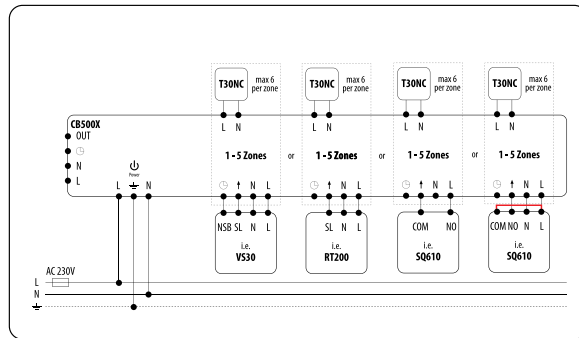 T30NC max 6 per zone
T30NC max 6 per zone
T30NC max 6 per zone
T30NC max 6 per zone
CB500X
OUT
N
L
Power
L N
L N
L N
L N
L N
1 - 5 Zones or 1 - 5 Zones or 1 - 5 Zones or 1 - 5 Zones
N L
N L
N L
N L
NSB SL N L
i.e.
VS30
SL N L
i.e.
RT200
COM NO
i.e.
SQ610
COM NO N L
i.e.
SQ610
AC 230V
L
N